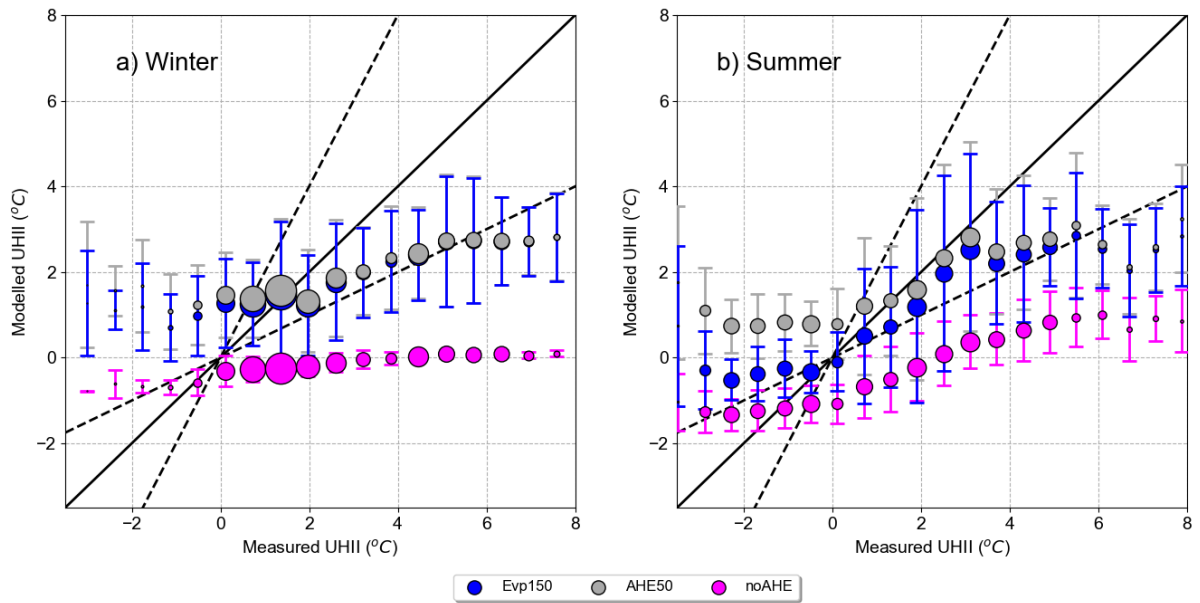 a) Winter
8
6
4
2
0
−2
Modelled UHII (°C)
−2 0 2 4 6 8
Measured UHII (°C)
b) Summer
8
6
4
2
0
−2
Modelled UHII (°C)
−2 0 2 4 6 8
Measured UHII (°C)
Evp150 AHE50 noAHE